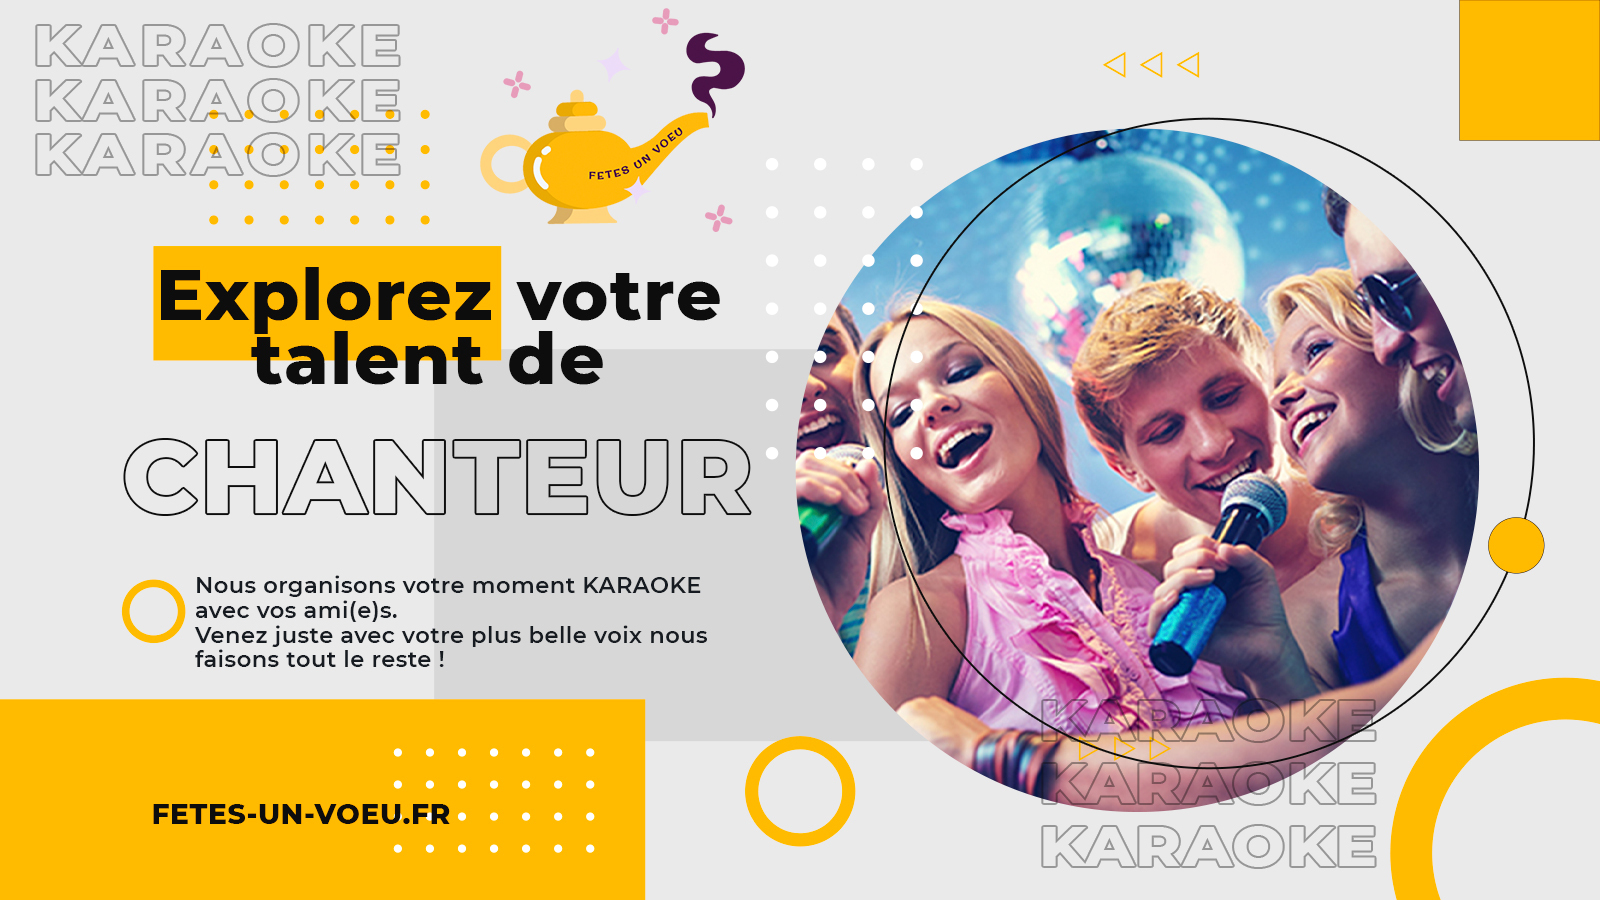 KARAOKE
KARAOKE
KARAOKE
FETES UN VOEU
Explorez votre
talent de
CHANTEUR
Nous organisons votre moment KARAOKE
avec vos ami(e)s.
Venez juste avec votre plus belle voix nous
faisons tout le reste !
FETES-UN-VOEU.FR
KARAOKE
KARAOKE
KARAOKE